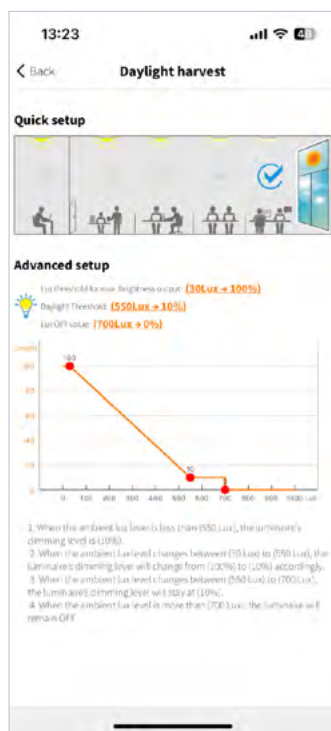 13:23
Back
Daylight harvest
Quick setup
Advanced setup
Lux threshold for max brightness output: (30Lux → 100%)
Daylight Threshold: (550Lux → 10%)
Lux OFF value: (700Lux → 0%)
100
10
0 100 200 300 400 500 600 700 800 900 1000
1. When the ambient lux level is less than (550 Lux), the luminaire's
dimming level is (10%).
2. When the ambient lux level changes between (30 Lux) to (550 Lux), the
luminaire's dimming level will change from (100%) to (10%) accordingly.
3. When the ambient lux level changes between (550 Lux) to (700 Lux),
the luminaire's dimming level will stay at (10%).
4. When the ambient lux level is more than (700 Lux), the luminaire will
remain OFF